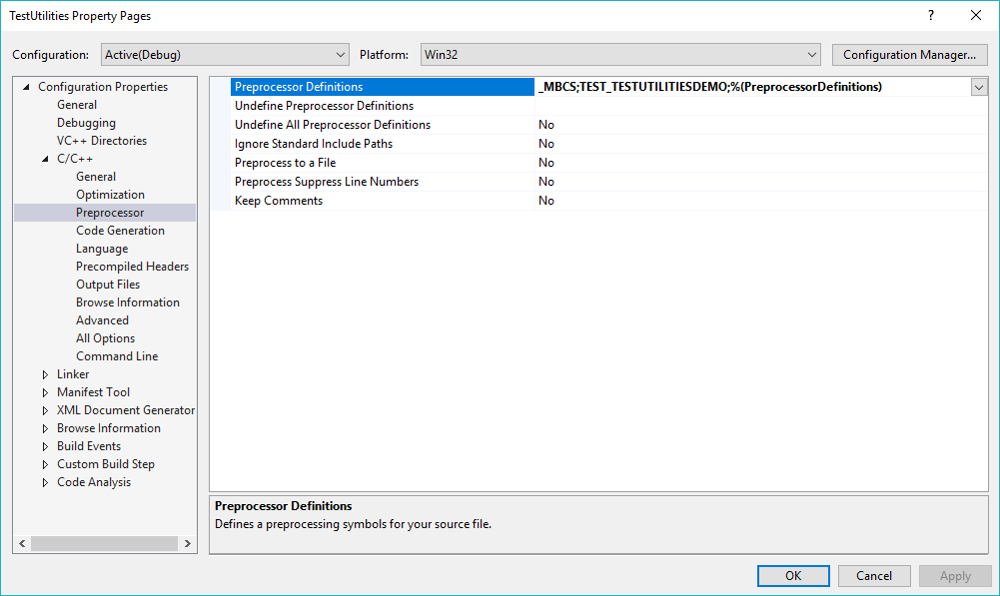 TestUtilities Property Pages
?
Configuration: Active(Debug) Platform: Win32 Configuration Manager...
Configuration Properties
General
Debugging
VC++ Directories
C/C++
General
Optimization
Preprocessor
Code Generation
Language
Precompiled Headers
Output Files
Browse Information
Advanced
All Options
Command Line
Linker
Manifest Tool
XML Document Generator
Browse Information
Build Events
Custom Build Step
Code Analysis
Preprocessor Definitions _MBCS;TEST_TESTUTILITIESDEMO;%(PreprocessorDefinitions)
Undefine Preprocessor Definitions
Undefine All Preprocessor Definitions No
Ignore Standard Include Paths No
Preprocess to a File No
Preprocess Suppress Line Numbers No
Keep Comments No
Preprocessor Definitions
Defines a preprocessing symbols for your source file.
OK Cancel Apply